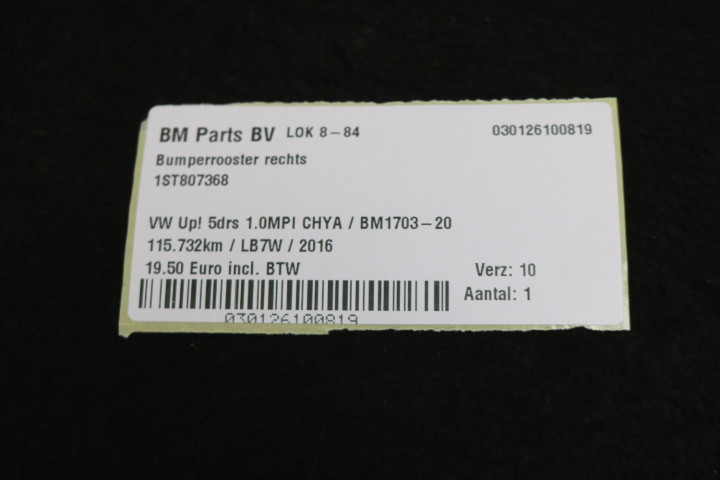 BM Parts BV LOK 8-84 030126100819
Bumperrooster rechts
1ST807368
VW Up! 5drs 1.0MPI CHYA / BM1703-20
115.732km / LB7W / 2016
19.50 Euro incl. BTW Verz: 10
Aantal: 1
030126100819